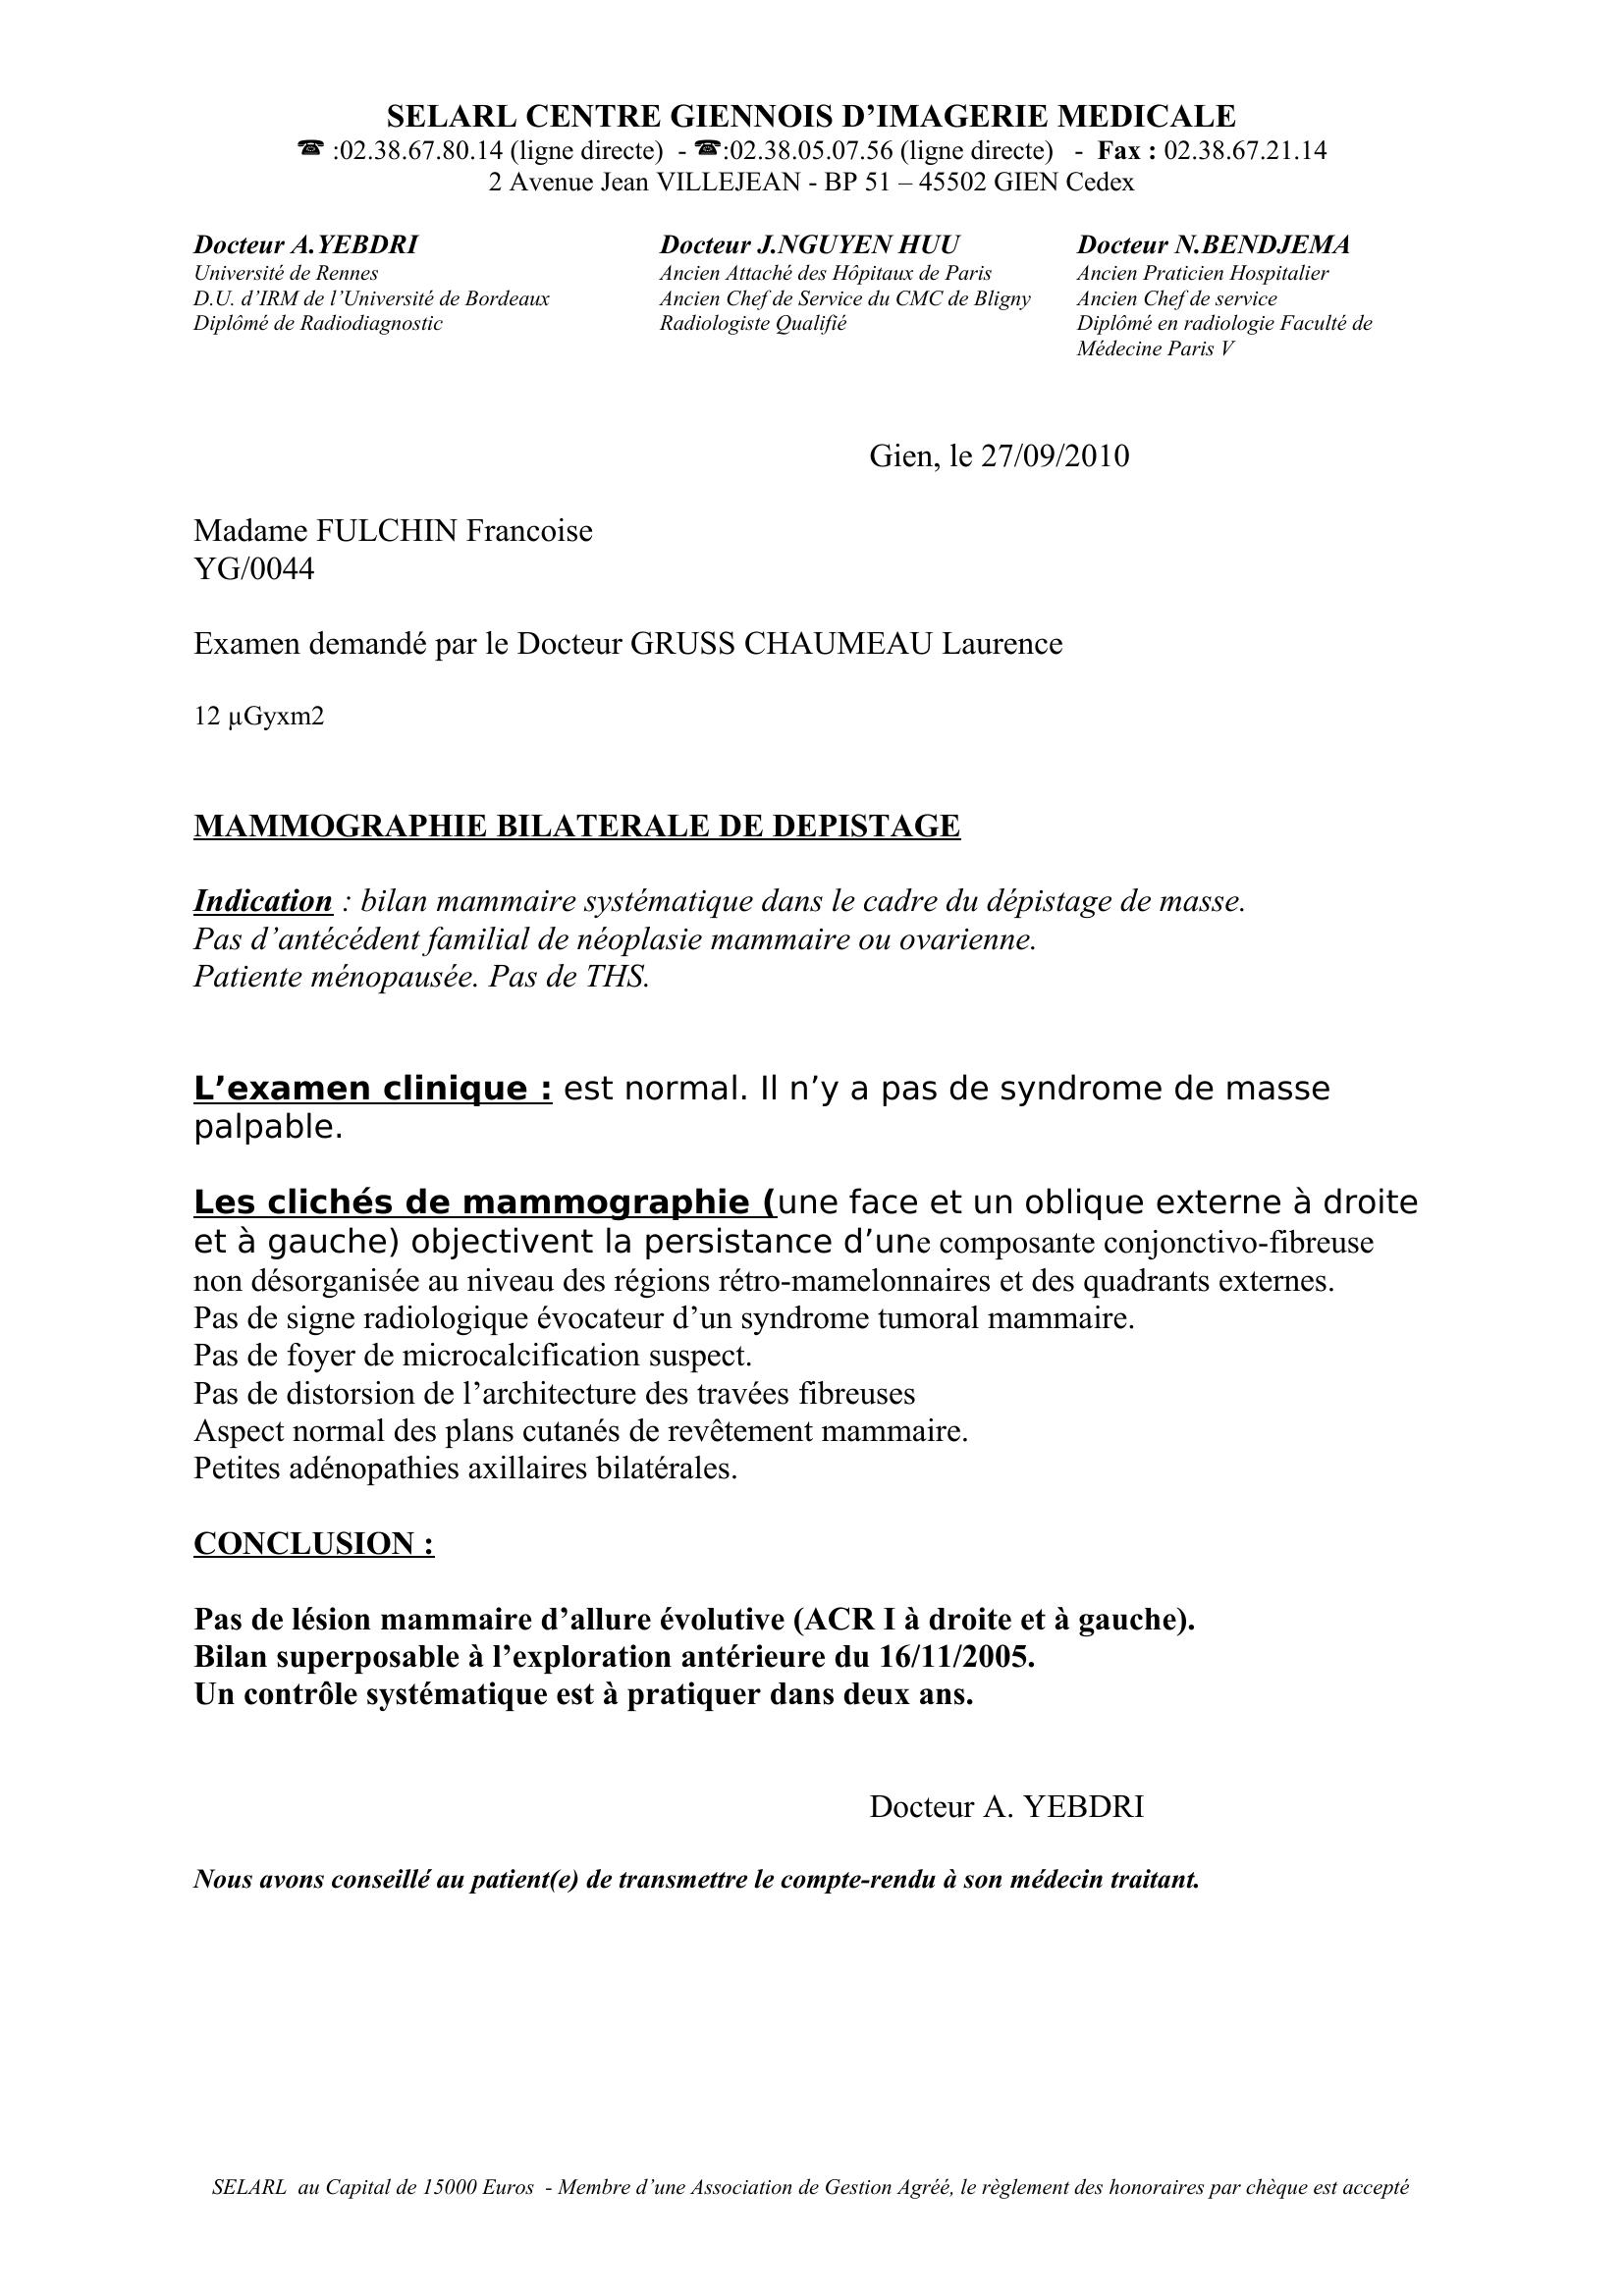 SELARL CENTRE GIENNOIS D’IMAGERIE MEDICALE
☎ :02.38.67.80.14 (ligne directe) - ☎:02.38.05.07.56 (ligne directe) - Fax : 02.38.67.21.14
2 Avenue Jean VILLEJEAN - BP 51 – 45502 GIEN Cedex
Docteur A.YEBDRI
Université de Rennes
D.U. d’IRM de l’Université de Bordeaux
Diplômé de Radiodiagnostic
Docteur J.NGUYEN HUU
Ancien Attaché des Hôpitaux de Paris
Ancien Chef de Service du CMC de Bligny
Radiologiste Qualifié
Docteur N.BENDJEMA
Ancien Praticien Hospitalier
Ancien Chef de service
Diplômé en radiologie Faculté de
Médecine Paris V
Gien, le 27/09/2010
Madame FULCHIN Francoise
YG/0044
Examen demandé par le Docteur GRUSS CHAUMEAU Laurence
12 µGyxm2
MAMMOGRAPHIE BILATERALE DE DEPISTAGE
Indication : bilan mammaire systématique dans le cadre du dépistage de masse.
Pas d’antécédent familial de néoplasie mammaire ou ovarienne.
Patiente ménopausée. Pas de THS.
L’examen clinique : est normal. Il n’y a pas de syndrome de masse
palpable.
Les clichés de mammographie (une face et un oblique externe à droite
et à gauche) objectivent la persistance d’une composante conjonctivo-fibreuse
non désorganisée au niveau des régions rétro-mamelonnaires et des quadrants externes.
Pas de signe radiologique évocateur d’un syndrome tumoral mammaire.
Pas de foyer de microcalcification suspect.
Pas de distorsion de l’architecture des travées fibreuses
Aspect normal des plans cutanés de revêtement mammaire.
Petites adénopathies axillaires bilatérales.
CONCLUSION :
Pas de lésion mammaire d’allure évolutive (ACR I à droite et à gauche).
Bilan superposable à l’exploration antérieure du 16/11/2005.
Un contrôle systématique est à pratiquer dans deux ans.
Docteur A. YEBDRI
Nous avons conseillé au patient(e) de transmettre le compte-rendu à son médecin traitant.
SELARL au Capital de 15000 Euros - Membre d’une Association de Gestion Agréé, le règlement des honoraires par chèque est accepté